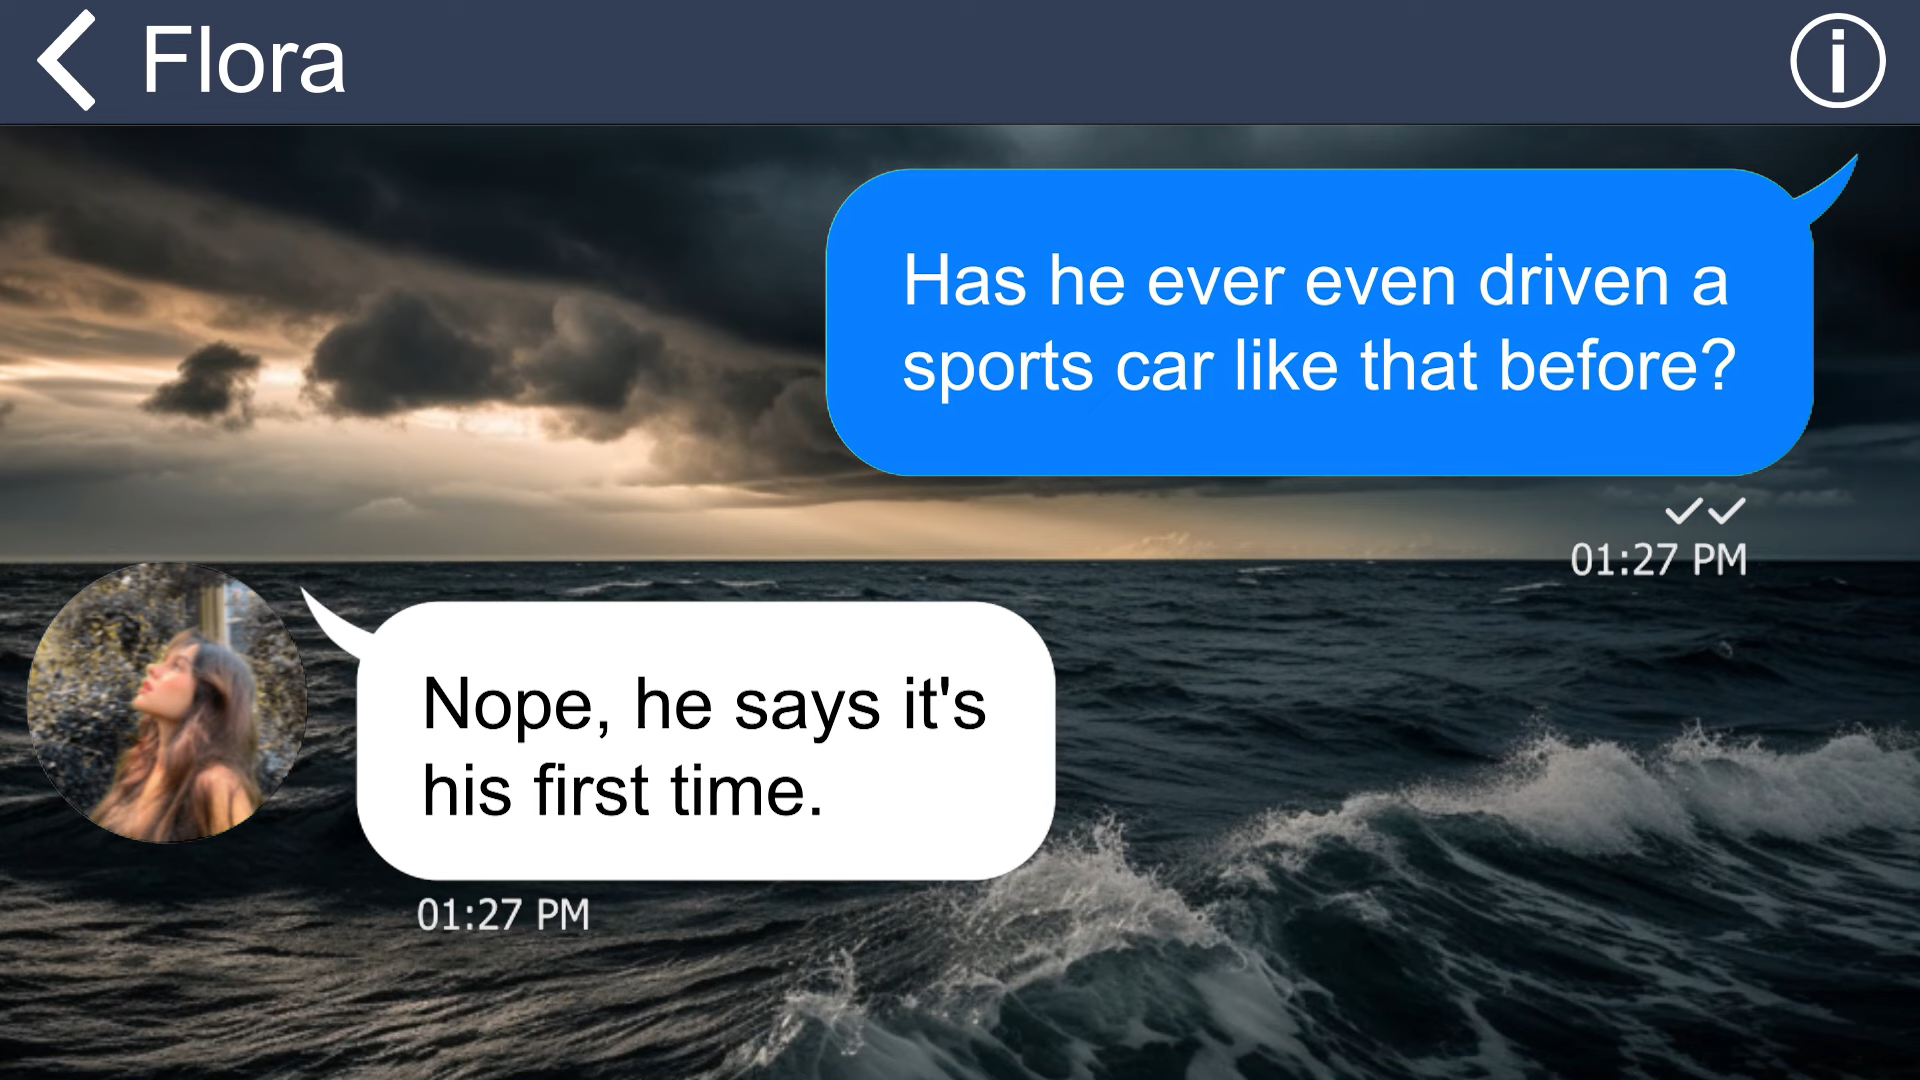 Flora
Has he ever even driven a
sports car like that before?
01:27 PM
Nope, he says it's
his first time.
01:27 PM